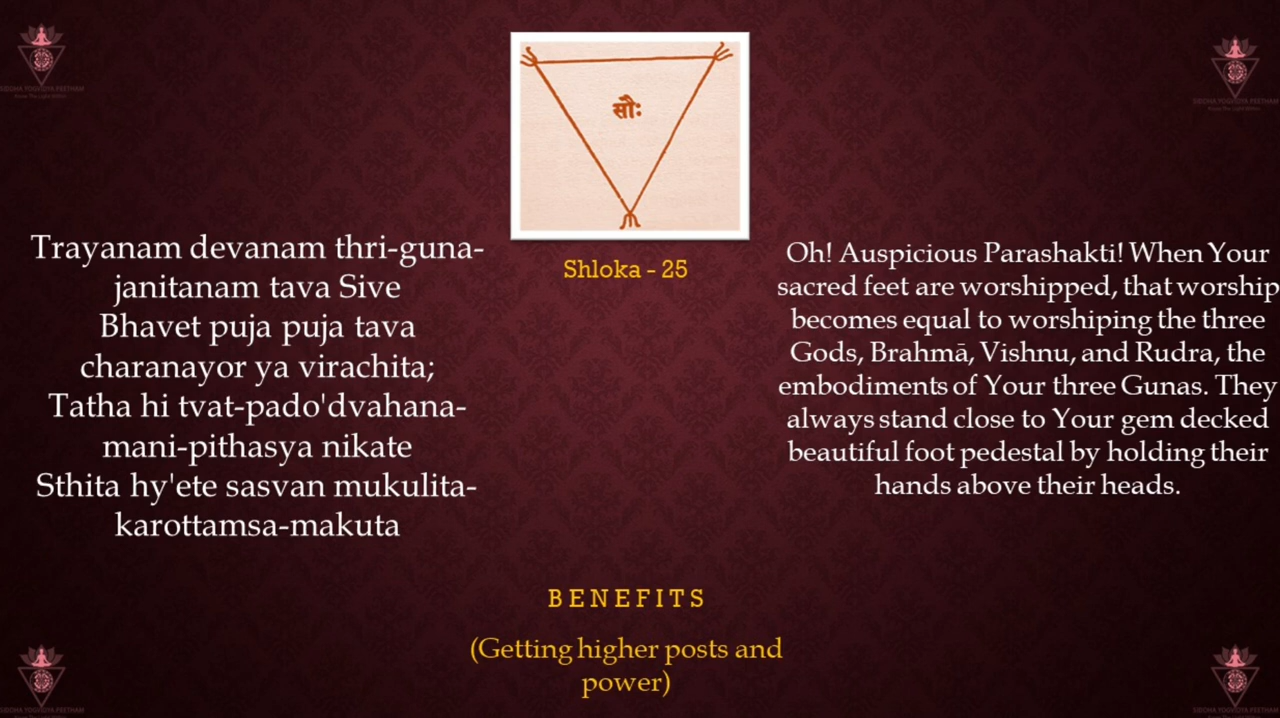 सौः
Shloka - 25
Trayanam devanam thri-guna-
janitanam tava Sive
Bhavet puja puja tava
charanayor ya virachita;
Tatha hi tvat-pado'dvahana-
mani-pithasya nikate
Sthita hy'ete sasvan mukulita-
karottamsa-makuta
Oh! Auspicious Parashakti! When Your
sacred feet are worshipped, that worship
becomes equal to worshiping the three
Gods, Brahmā, Vishnu, and Rudra, the
embodiments of Your three Gunas. They
always stand close to Your gem decked
beautiful foot pedestal by holding their
hands above their heads.
BENEFITS
(Getting higher posts and
power)